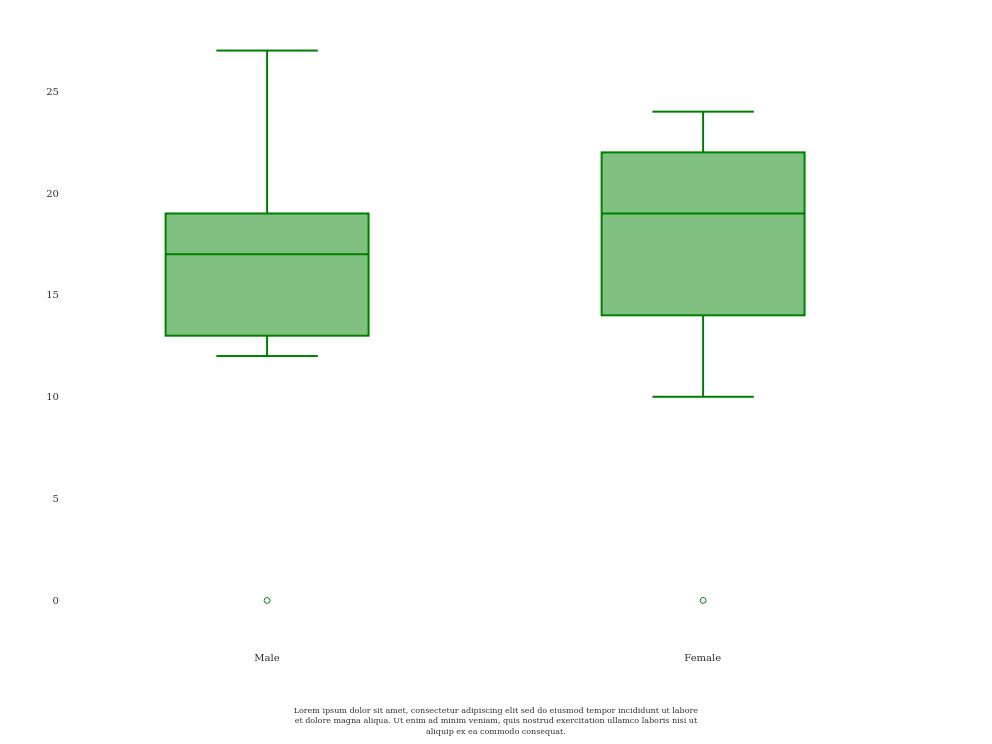 25
20
15
10
5
0
Male
Female
Lorem ipsum dolor sit amet, consectetur adipiscing elit sed do eiusmod tempor incididunt ut labore
et dolore magna aliqua. Ut enim ad minim veniam, quis nostrud exercitation ullamco laboris nisi ut
aliquip ex ea commodo consequat.